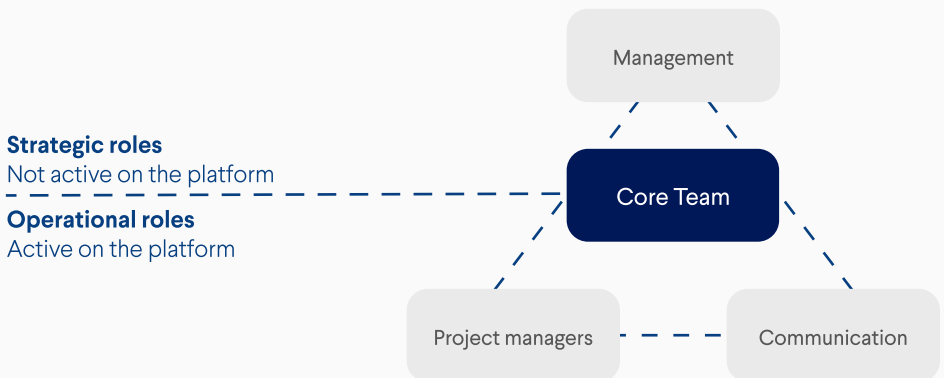 Management
Strategic roles
Not active on the platform
Core Team
Operational roles
Active on the platform
Project managers
Communication